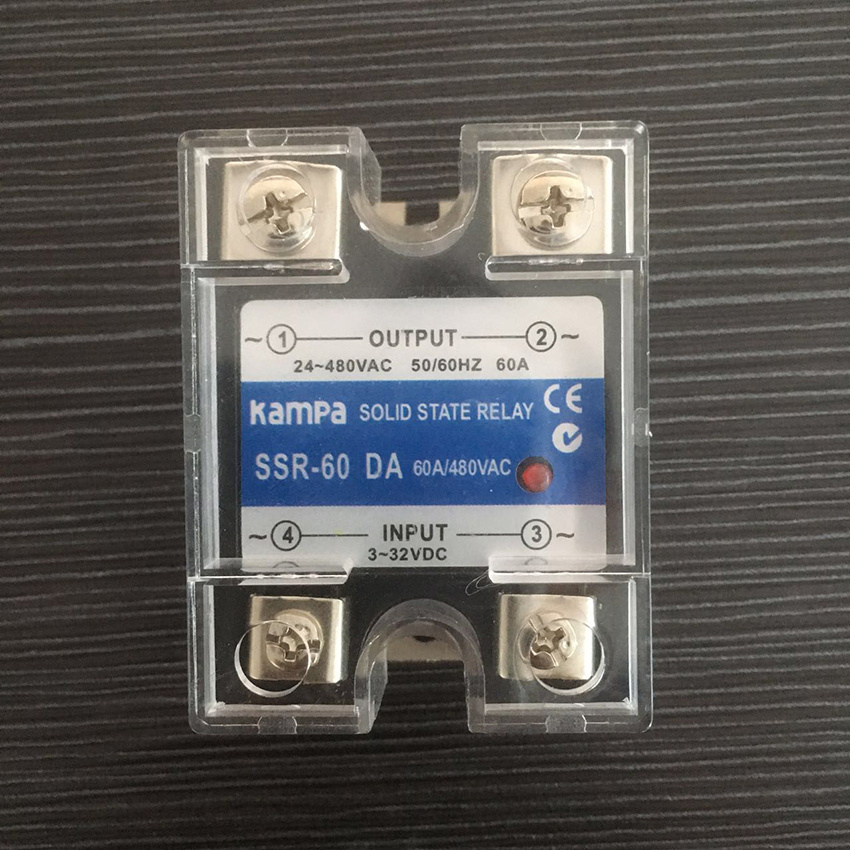 ~ 1 OUTPUT 2 ~
24~480VAC 50/60HZ 60A
Kampa SOLID STATE RELAY CE
SSR-60 DA 60A/480VAC
~ 4 INPUT 3 ~
3~32VDC